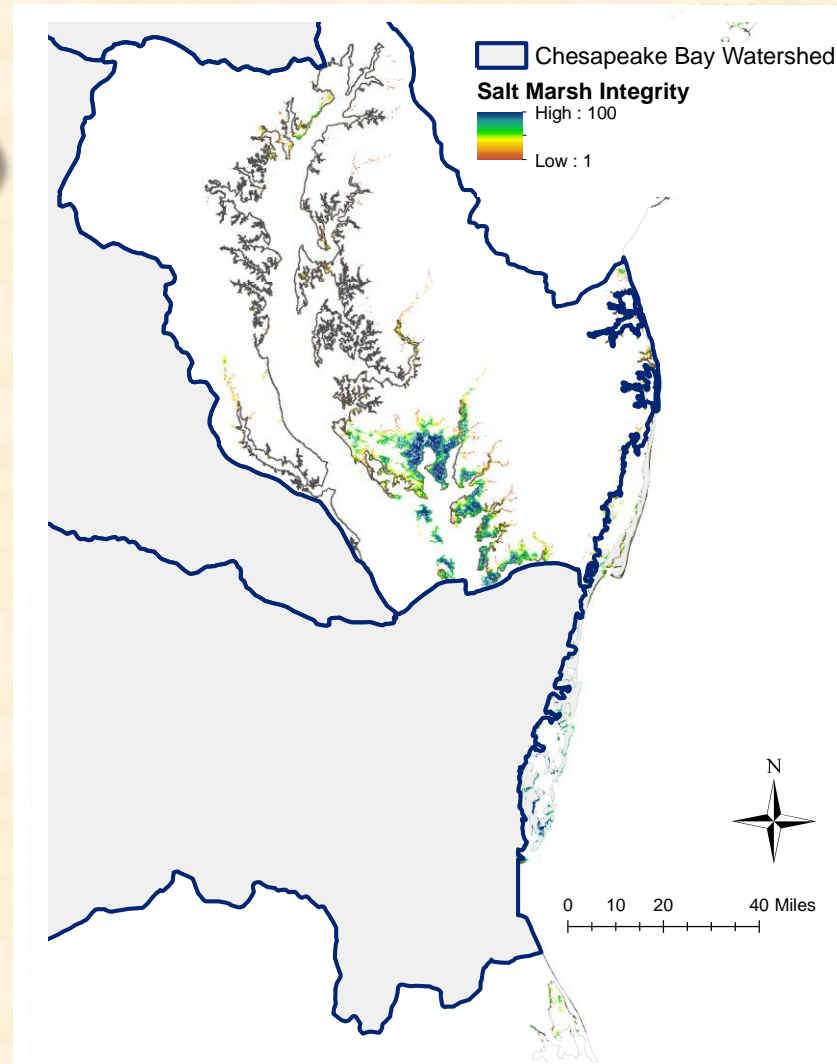 Chesapeake Bay Watershed
Salt Marsh Integrity
High : 100
Low : 1
N
0 10 20 40 Miles